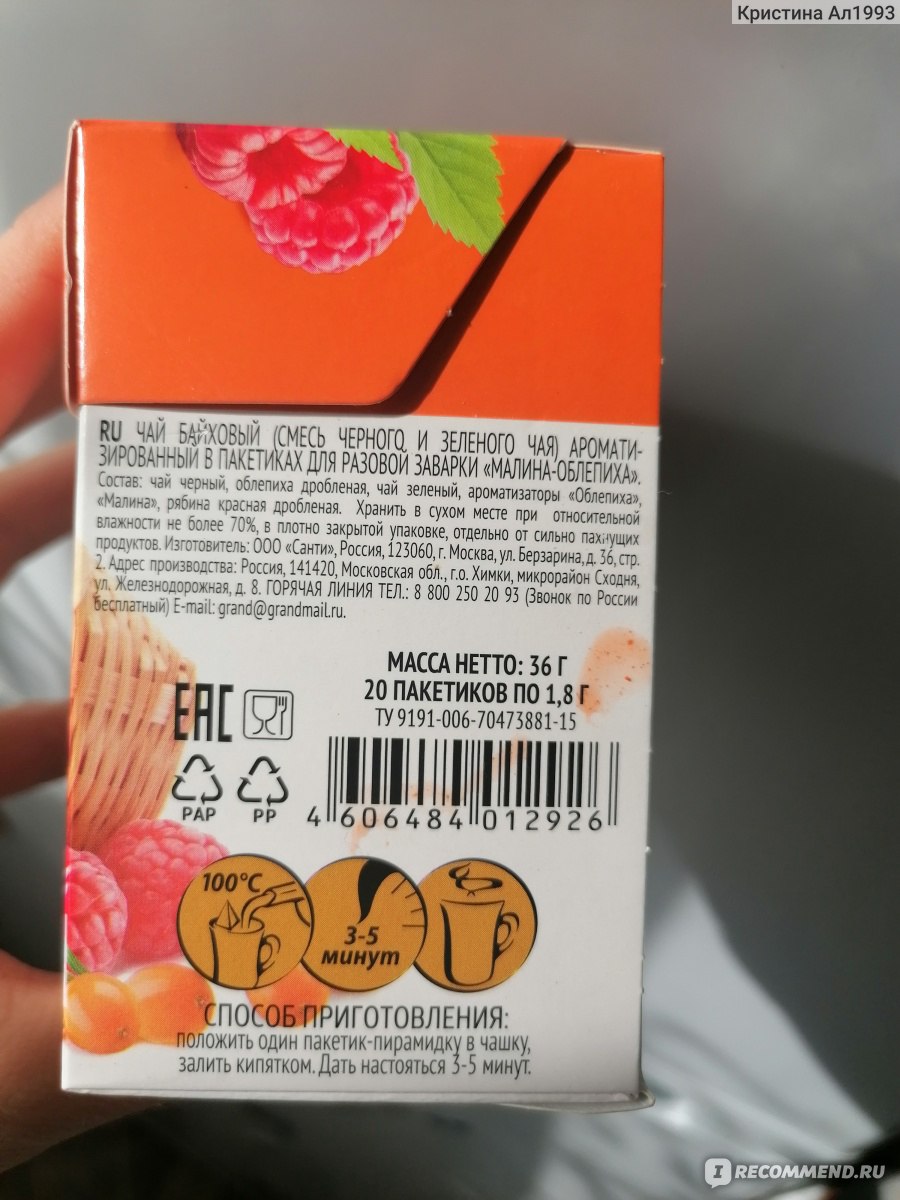 Кристина Ал1993
RU ЧАЙ БАЙХОВЫЙ (СМЕСЬ ЧЕРНОГО И ЗЕЛЕНОГО ЧАЯ) АРОМАТИ-
ЗИРОВАННЫЙ В ПАКЕТИКАХ ДЛЯ РАЗОВОЙ ЗАВАРКИ «МАЛИНА-ОБЛЕПИХА».
Состав: чай черный, облепиха дробленая, чай зеленый, ароматизаторы «Облепиха»,
«Малина», рябина красная дробленая. Хранить в сухом месте при относительной
влажности не более 70%, в плотно закрытой упаковке, отдельно от сильно пахнущих
продуктов. Изготовитель: ООО «Санти», Россия, 123060, г. Москва, ул. Берзарина, д. 36, стр.
2. Адрес производства: Россия, 141420, Московская обл., г.о. Химки, микрорайон Сходня,
ул. Железнодорожная, д. 8. ГОРЯЧАЯ ЛИНИЯ ТЕЛ.: 8 800 250 20 93 (Звонок по России
бесплатный) E-mail: grand@grandmail.ru.
МАССА НЕТТО: 36 Г
20 ПАКЕТИКОВ ПО 1,8 Г
ТУ 9191-006-70473881-15
EAC
PAP PP
4 606484 012926
100°C
3-5
минут
СПОСОБ ПРИГОТОВЛЕНИЯ:
положить один пакетик-пирамидку в чашку,
залить кипятком. Дать настояться 3-5 минут.
IRECOMMEND.RU